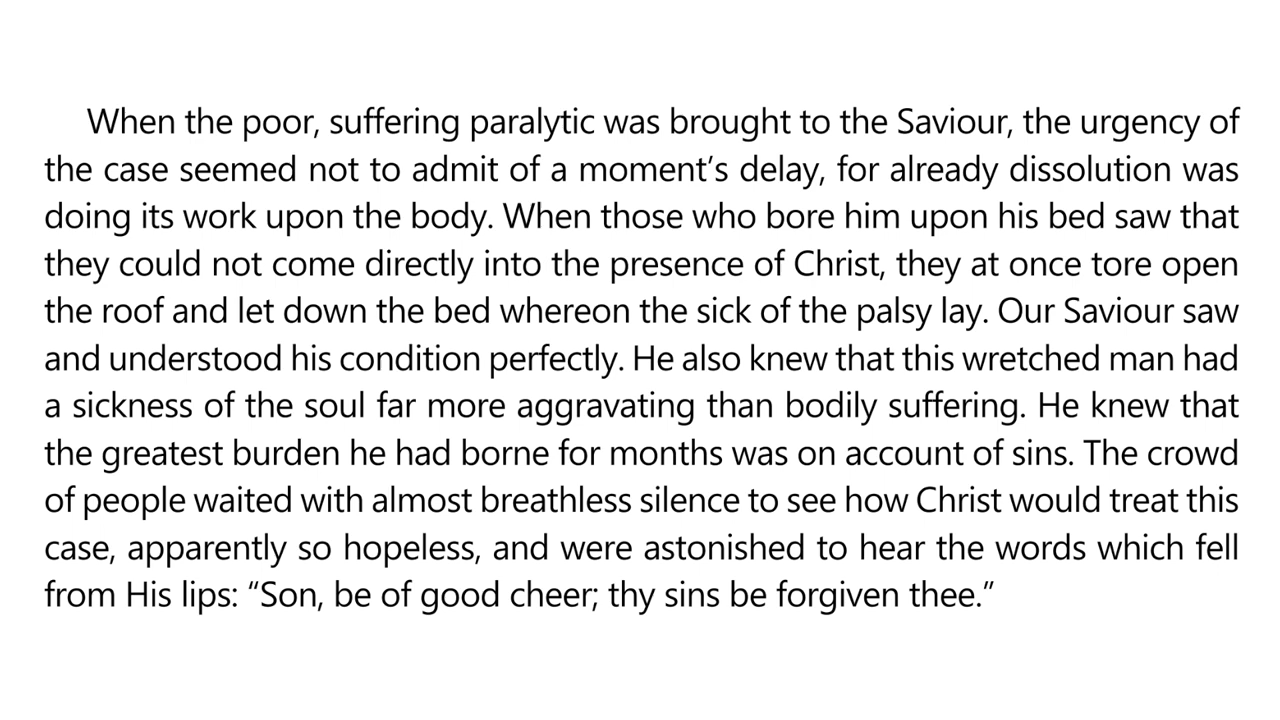 When the poor, suffering paralytic was brought to the Saviour, the urgency of
the case seemed not to admit of a moment’s delay, for already dissolution was
doing its work upon the body. When those who bore him upon his bed saw that
they could not come directly into the presence of Christ, they at once tore open
the roof and let down the bed whereon the sick of the palsy lay. Our Saviour saw
and understood his condition perfectly. He also knew that this wretched man had
a sickness of the soul far more aggravating than bodily suffering. He knew that
the greatest burden he had borne for months was on account of sins. The crowd
of people waited with almost breathless silence to see how Christ would treat this
case, apparently so hopeless, and were astonished to hear the words which fell
from His lips: “Son, be of good cheer; thy sins be forgiven thee.”